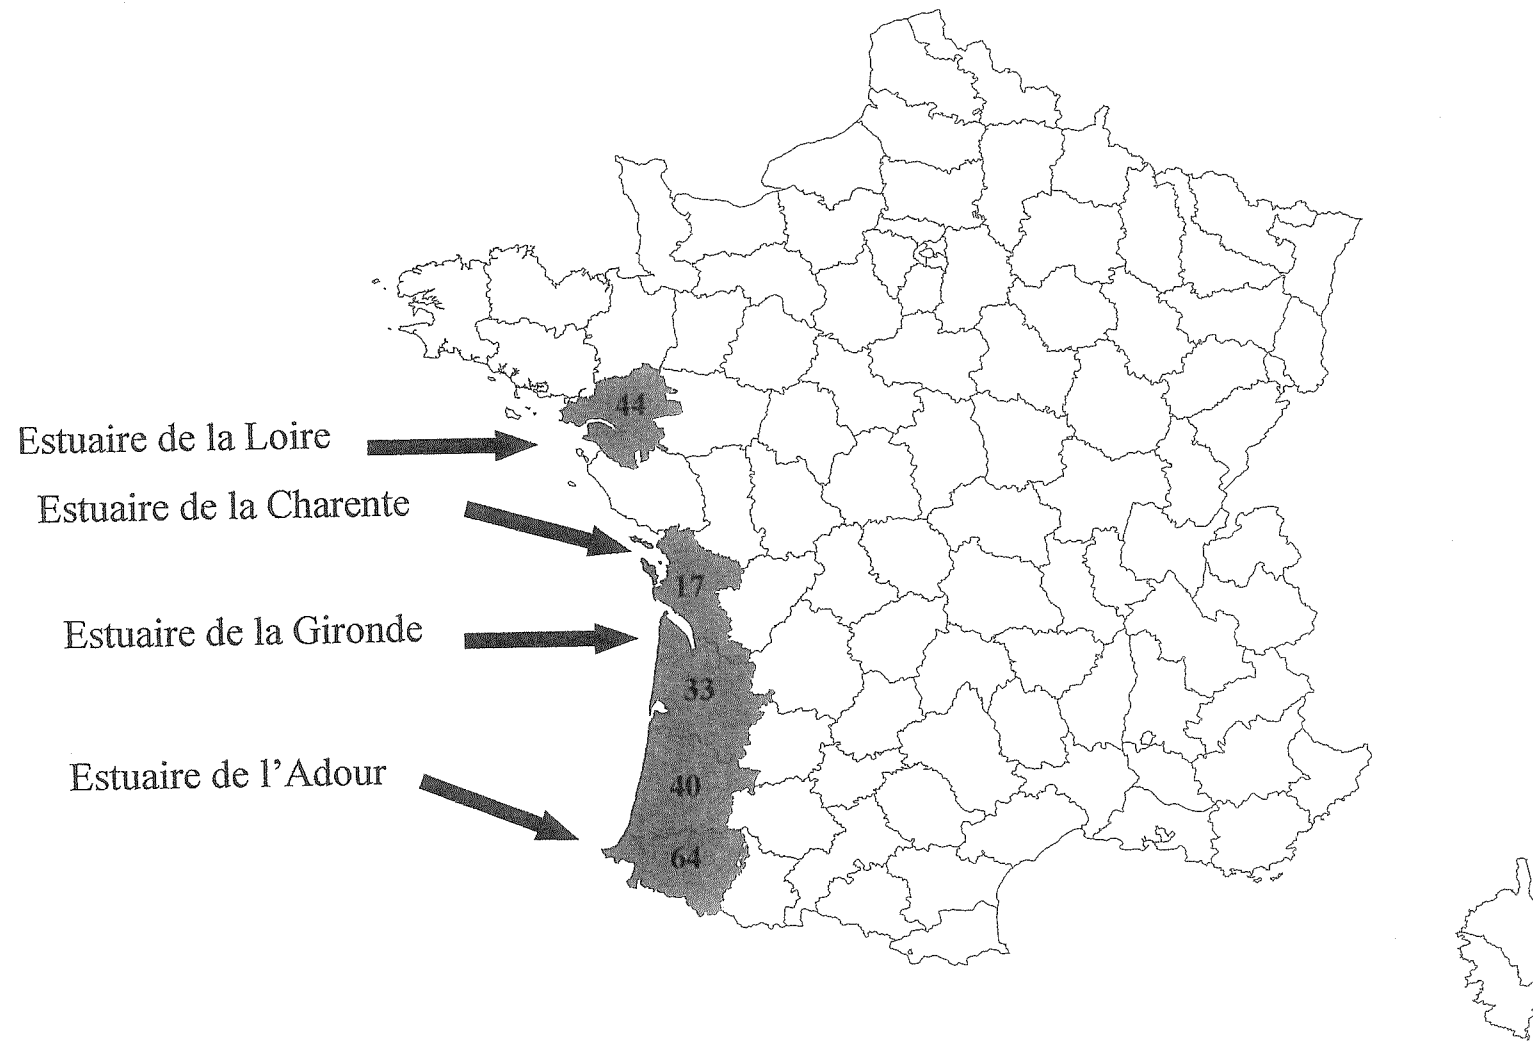 44
Estuaire de la Loire
Estuaire de la Charente
17
Estuaire de la Gironde
33
Estuaire de l’Adour
40
64